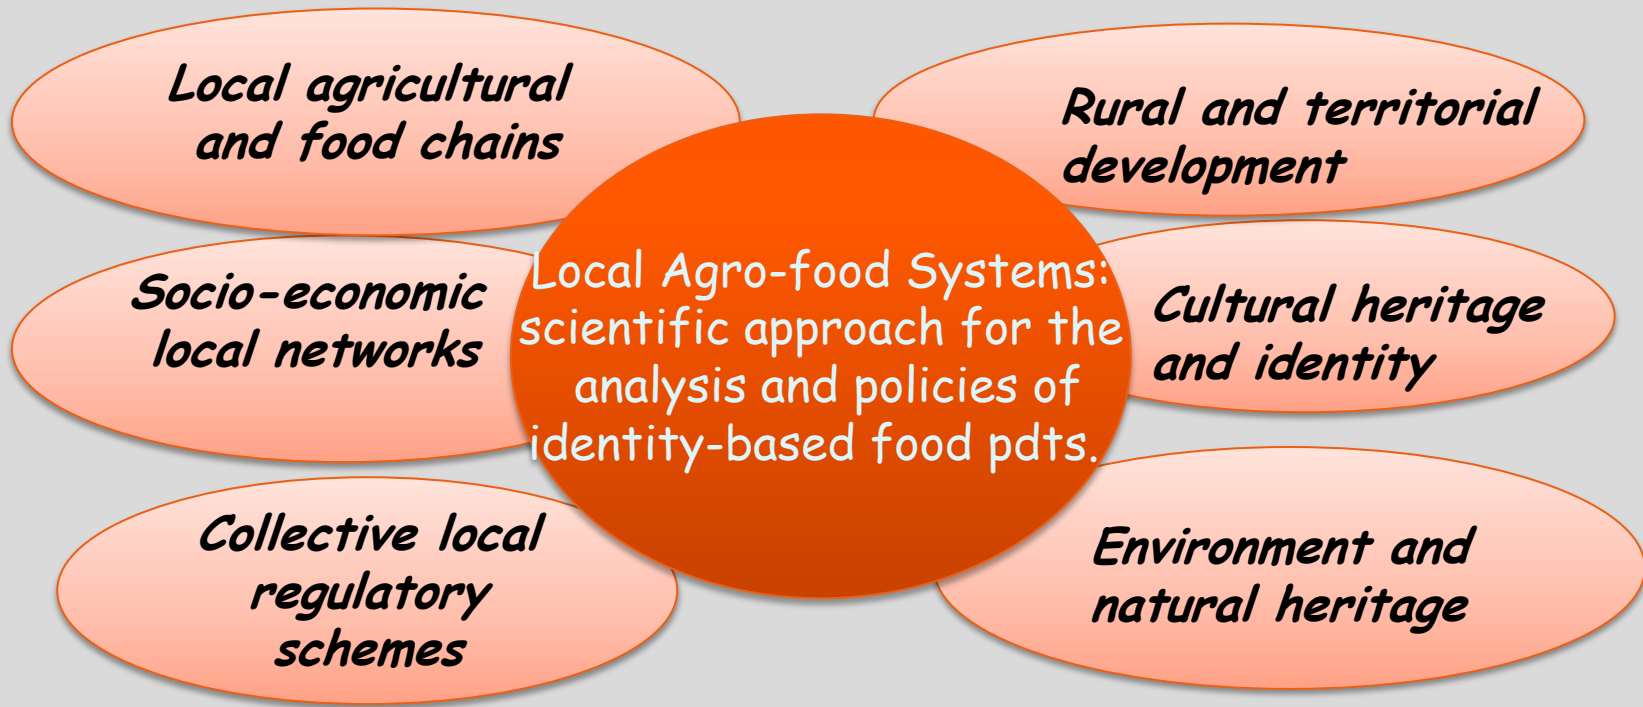 Local agricultural
and food chains
Socio-economic
local networks
Collective local
regulatory
schemes
Local Agro-food Systems:
scientific approach for the
analysis and policies of
identity-based food pdts.
Rural and territorial
development
Cultural heritage
and identity
Environment and
natural heritage